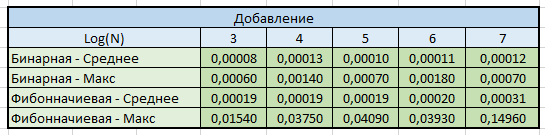 Добавление
Log(N) 3 4 5 6 7
Бинарная - Среднее 0,00008 0,00013 0,00010 0,00011 0,00012
Бинарная - Макс 0,00060 0,00140 0,00070 0,00180 0,00070
Фибонначиевая - Среднее 0,00019 0,00019 0,00019 0,00020 0,00031
Фибонначиевая - Макс 0,01540 0,03750 0,04090 0,03930 0,14960